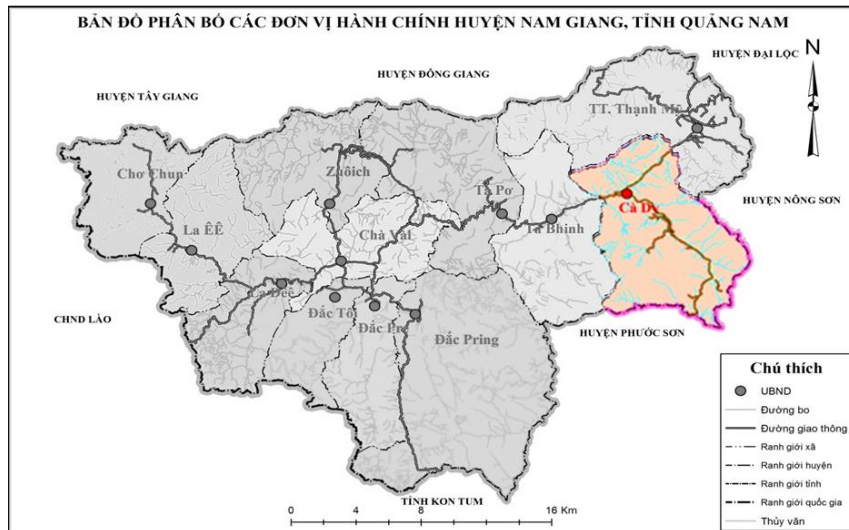 BẢN ĐỒ PHÂN BỐ CÁC ĐƠN VỊ HÀNH CHÍNH HUYỆN NAM GIANG, TỈNH QUẢNG NAM
HUYỆN ĐẠI LỘC
N
HUYỆN ĐÔNG GIANG
HUYỆN TÂY GIANG
TT. Thạnh Mỹ
Chơ Chun
Zuôich
HUYỆN NÔNG SƠN
Tà Pơ
Cà Dy
La ÊÊ
Chà Vàl
Tà Bhinh
La Dêê
CHND LÀO
Đắc Tôi
Đắc Pre
HUYỆN PHƯỚC SƠN
Đắc Pring
Chú thích
UBND
Đường bo
Đường giao thông
Ranh giới xã
Ranh giới huyện
Ranh giới tỉnh
Ranh giới quốc gia
Thủy văn
TỈNH KON TUM
0 4 8 16 Km